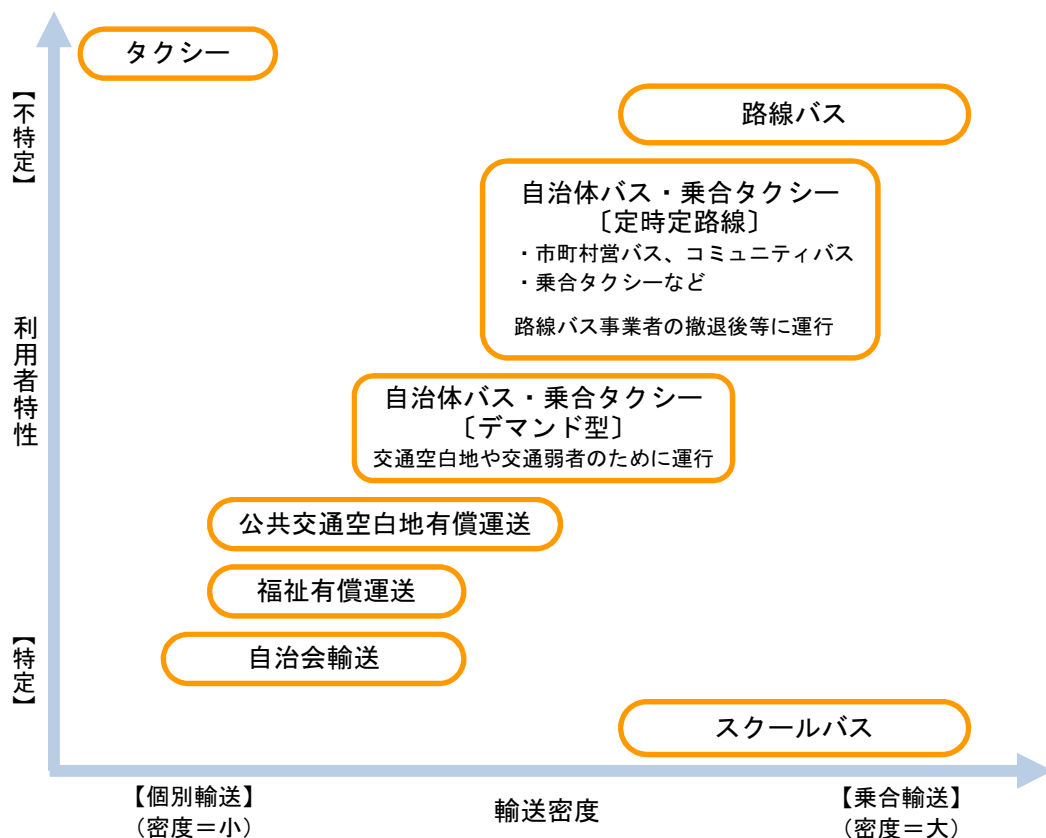 タクシー
路線バス
【不特定】
自治体バス・乗合タクシー
〔定時定路線〕
・市町村営バス、コミュニティバス
・乗合タクシーなど
路線バス事業者の撤退後等に運行
利用者特性
自治体バス・乗合タクシー
〔デマンド型〕
交通空白地や交通弱者のために運行
公共交通空白地有償運送
福祉有償運送
自治会輸送
【特定】
スクールバス
【個別輸送】
（密度＝小）
輸送密度
【乗合輸送】
（密度＝大）